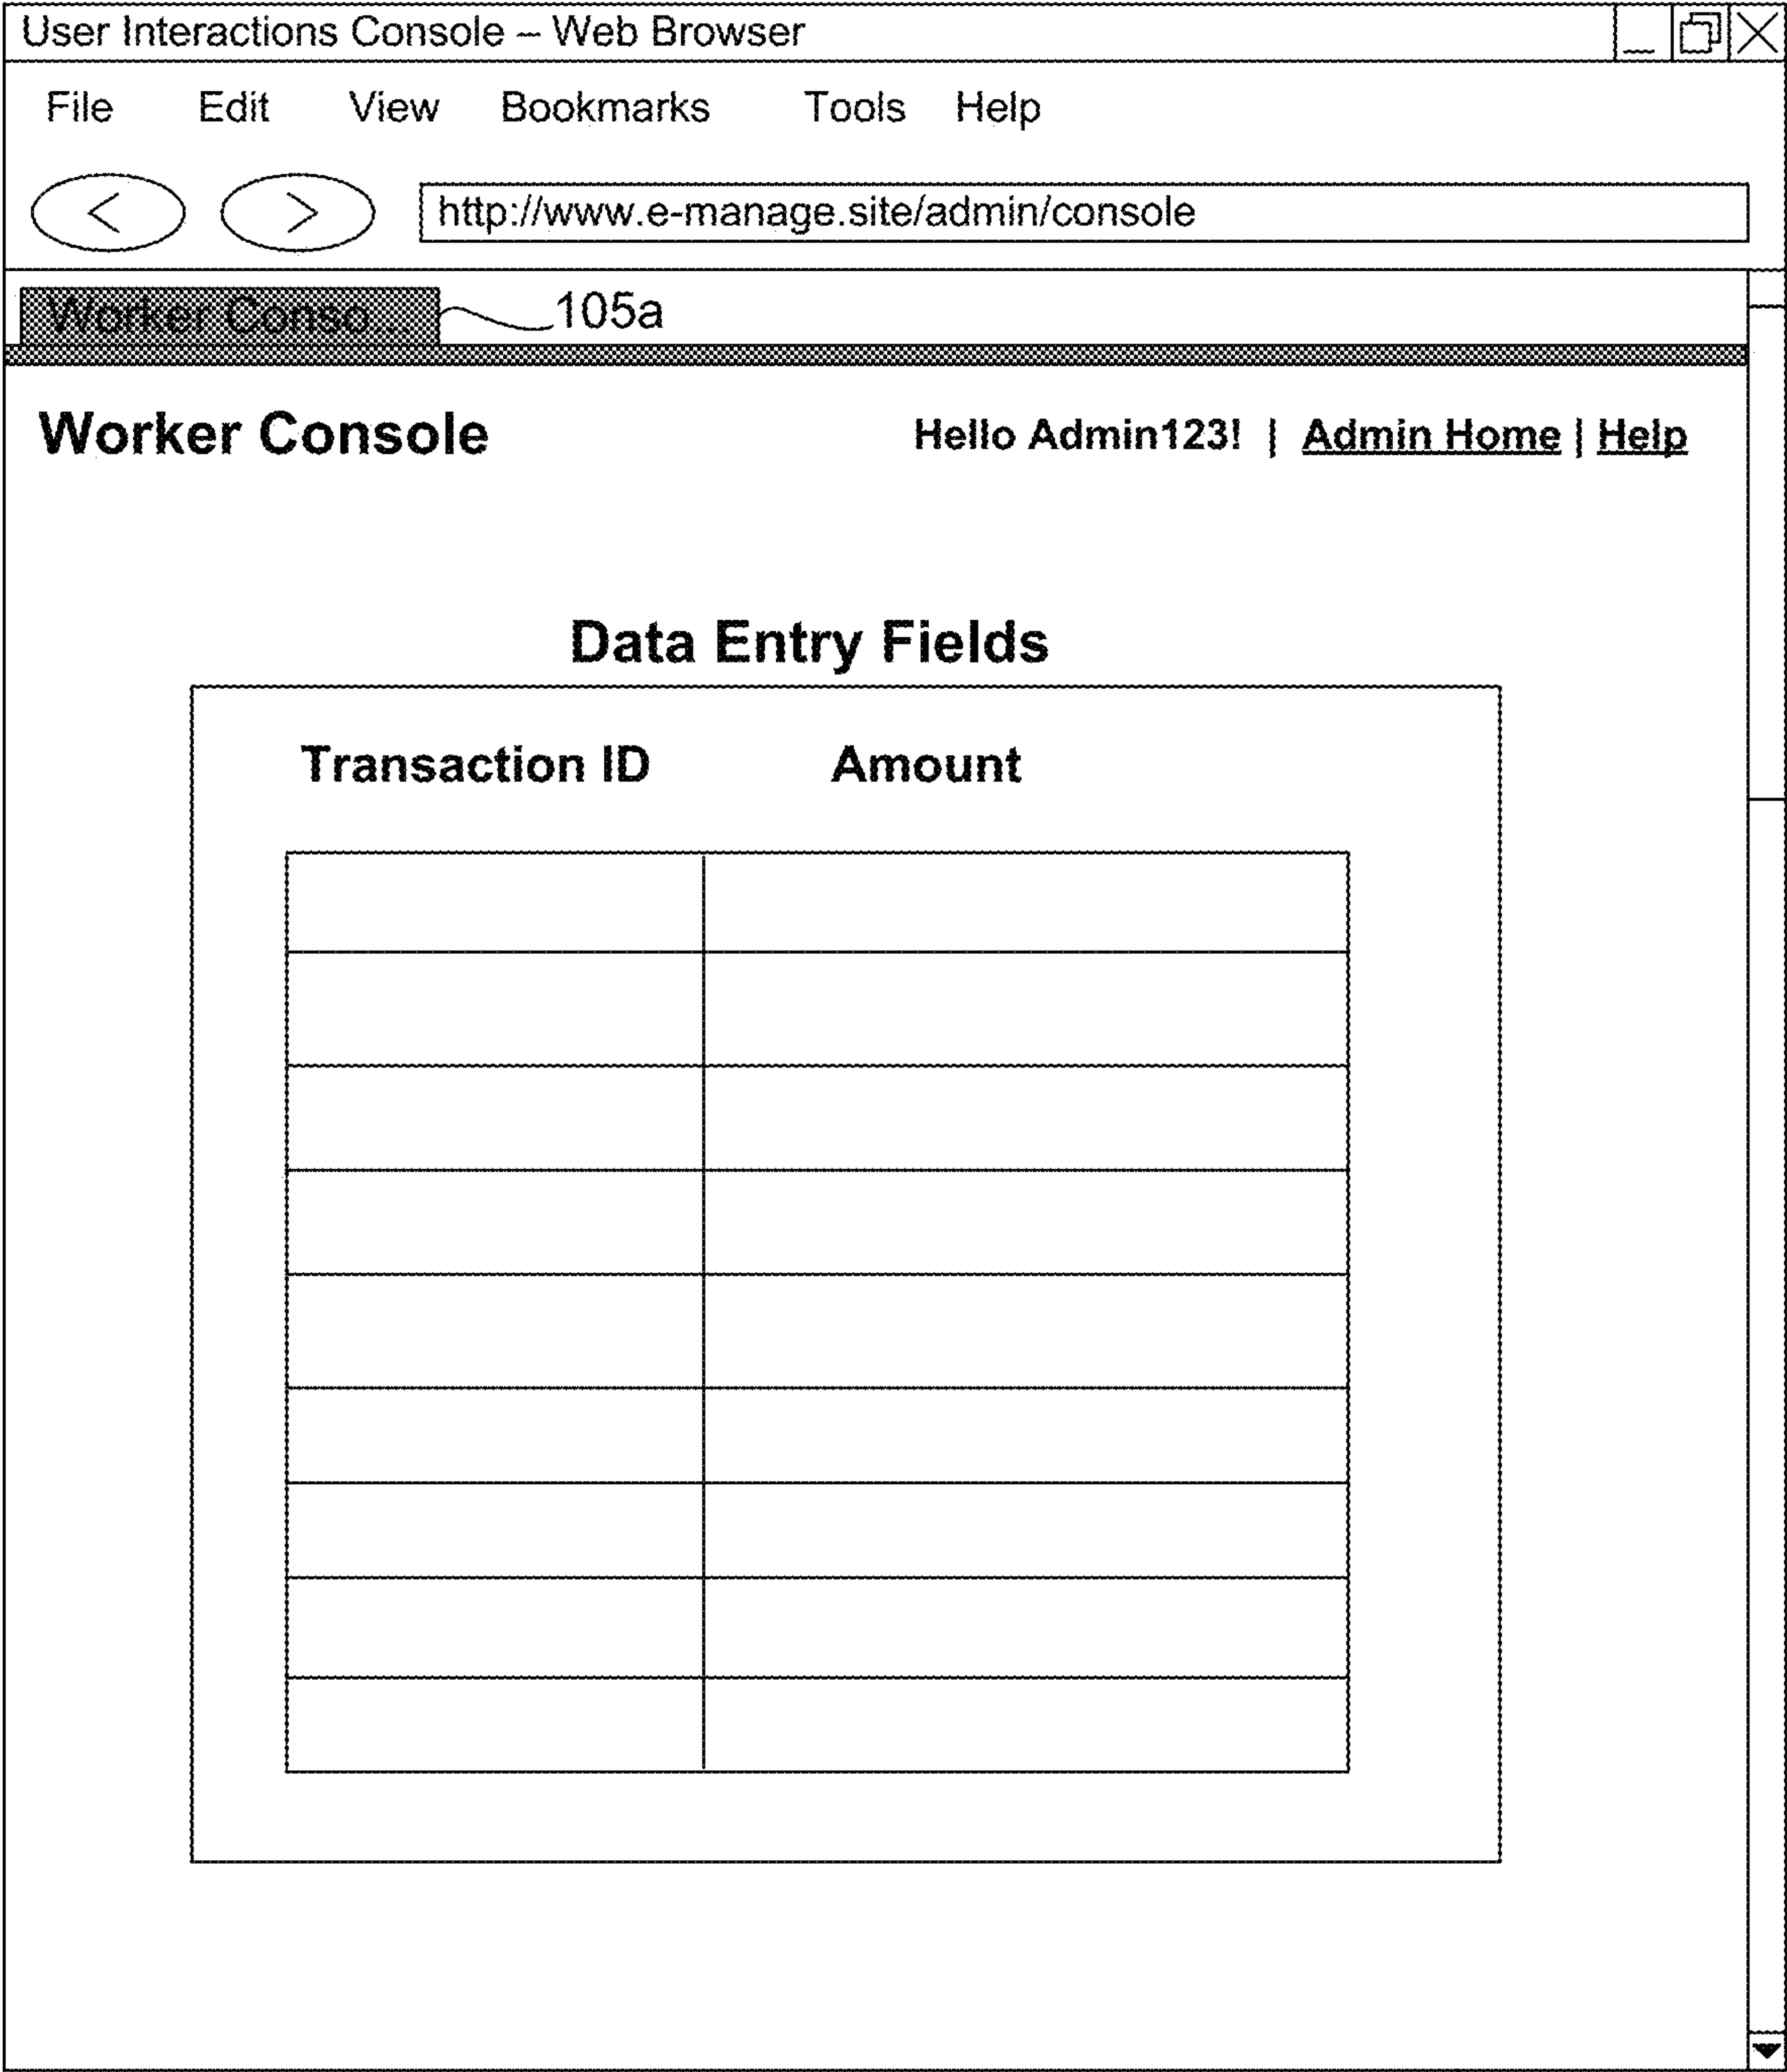 User Interactions Console – Web Browser
File Edit View Bookmarks Tools Help
http://www.e-manage.site/admin/console
Worker Conso... 105a
Worker Console Hello Admin123! | Admin Home | Help
Data Entry Fields
Transaction ID Amount